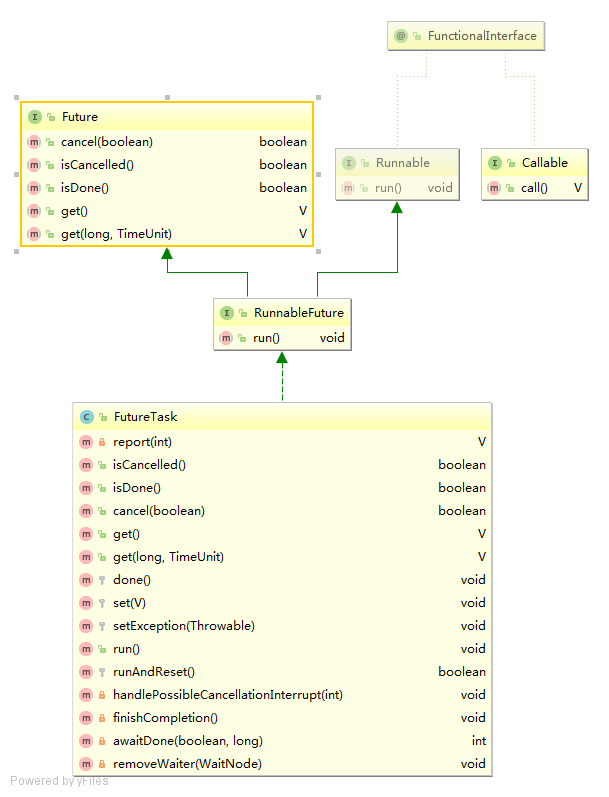 @ FunctionalInterface
I Future
m cancel(boolean) boolean
m isCancelled() boolean
m isDone() boolean
m get() V
m get(long, TimeUnit) V
I Runnable
m run() void
I Callable
m call() V
I RunnableFuture
m run() void
C FutureTask
m report(int) V
m isCancelled() boolean
m isDone() boolean
m cancel(boolean) boolean
m get() V
m get(long, TimeUnit) V
m done() void
m set(V) void
m setException(Throwable) void
m run() void
m runAndReset() boolean
m handlePossibleCancellationInterrupt(int) void
m finishCompletion() void
m awaitDone(boolean, long) int
m removeWaiter(WaitNode) void
Powered by yFiles